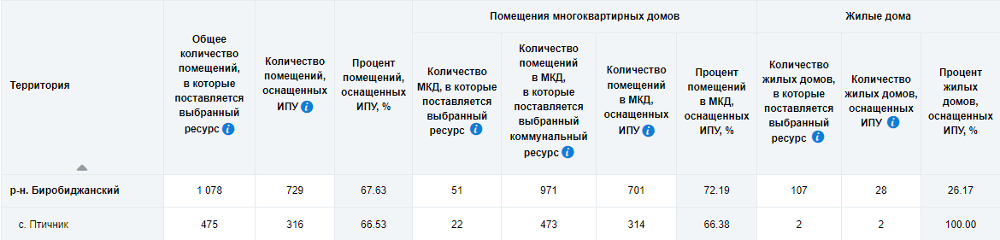 Помещения многоквартирных домов
Жилые дома
Территория
Общее
количество
помещений,
в которые
поставляется
выбранный
ресурс
Количество
помещений,
оснащенных
ИПУ
Процент
помещений,
оснащенных
ИПУ, %
Количество
МКД, в которые
поставляется
выбранный
ресурс
Количество
помещений
в МКД,
в которые
поставляется
выбранный
коммунальный
ресурс
Количество
помещений
в МКД,
оснащенных
ИПУ
Процент
помещений
в МКД,
оснащенных
ИПУ, %
Количество
жилых домов,
в которые
поставляется
выбранный
ресурс
Количество
жилых домов,
оснащенных
ИПУ
Процент
жилых
домов,
оснащенных
ИПУ, %
р-н. Биробиджанский 1 078 729 67.63 51 971 701 72.19 107 28 26.17
с. Птичник 475 316 66.53 22 473 314 66.38 2 2 100.00